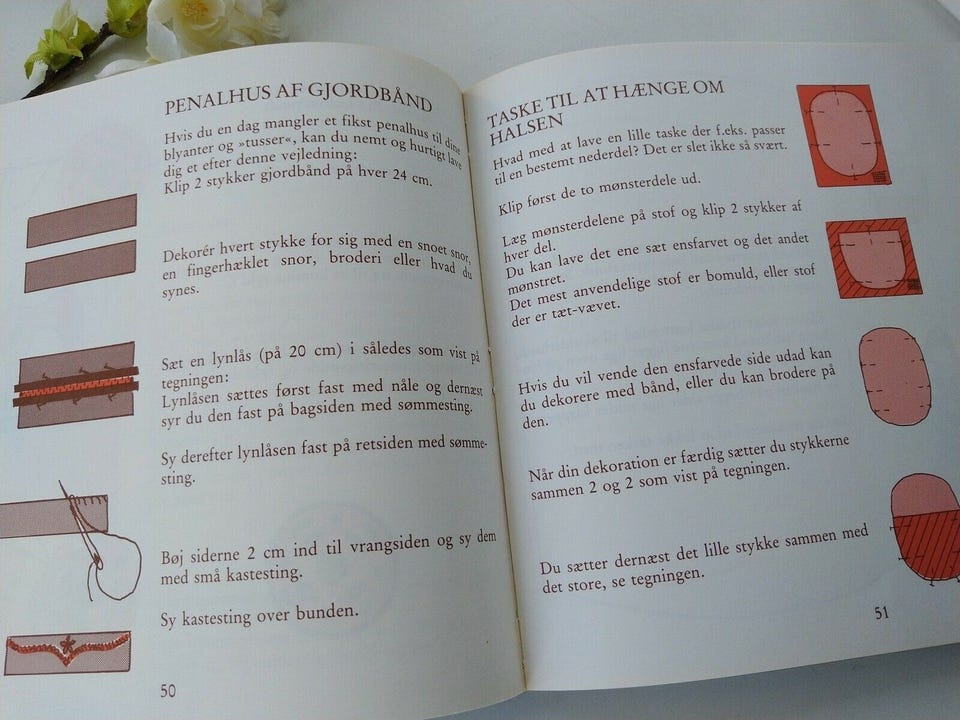 PENALHUS AF GJORDBÅND
Hvis du en dag mangler et fikst penalhus til dine
blyanter og »tusser«, kan du nemt og hurtigt lave
dig et efter denne vejledning:
Klip 2 stykker gjordbånd på hver 24 cm.
Dekorér hvert stykke for sig med en snoet snor,
en fingerhæklet snor, broderi eller hvad du
synes.
Sæt en lynlås (på 20 cm) i således som vist på
tegningen:
Lynlåsen sættes først fast med nåle og dernæst
syr du den fast på bagsiden med sømmesting.
Sy derefter lynlåsen fast på retsiden med sømme-
sting.
Bøj siderne 2 cm ind til vrangsiden og sy dem
med små kastesting.
Sy kastesting over bunden.
50
TASKE TIL AT HÆNGE OM
HALSEN
Hvad med at lave en lille taske der f.eks. passer
til en bestemt nederdel? Det er slet ikke så svært.
Klip først de to mønsterdele ud.
Læg mønsterdelene på stof og klip 2 stykker af
hver del.
Du kan lave det ene sæt ensfarvet og det andet
mønstret.
Det mest anvendelige stof er bomuld, eller stof
der er tæt-vævet.
Hvis du vil vende den ensfarvede side udad kan
du dekorere med bånd, eller du kan brodere på
den.
Når din dekoration er færdig sætter du stykkerne
sammen 2 og 2 som vist på tegningen.
Du sætter dernæst det lille stykke sammen med
det store, se tegningen.
51